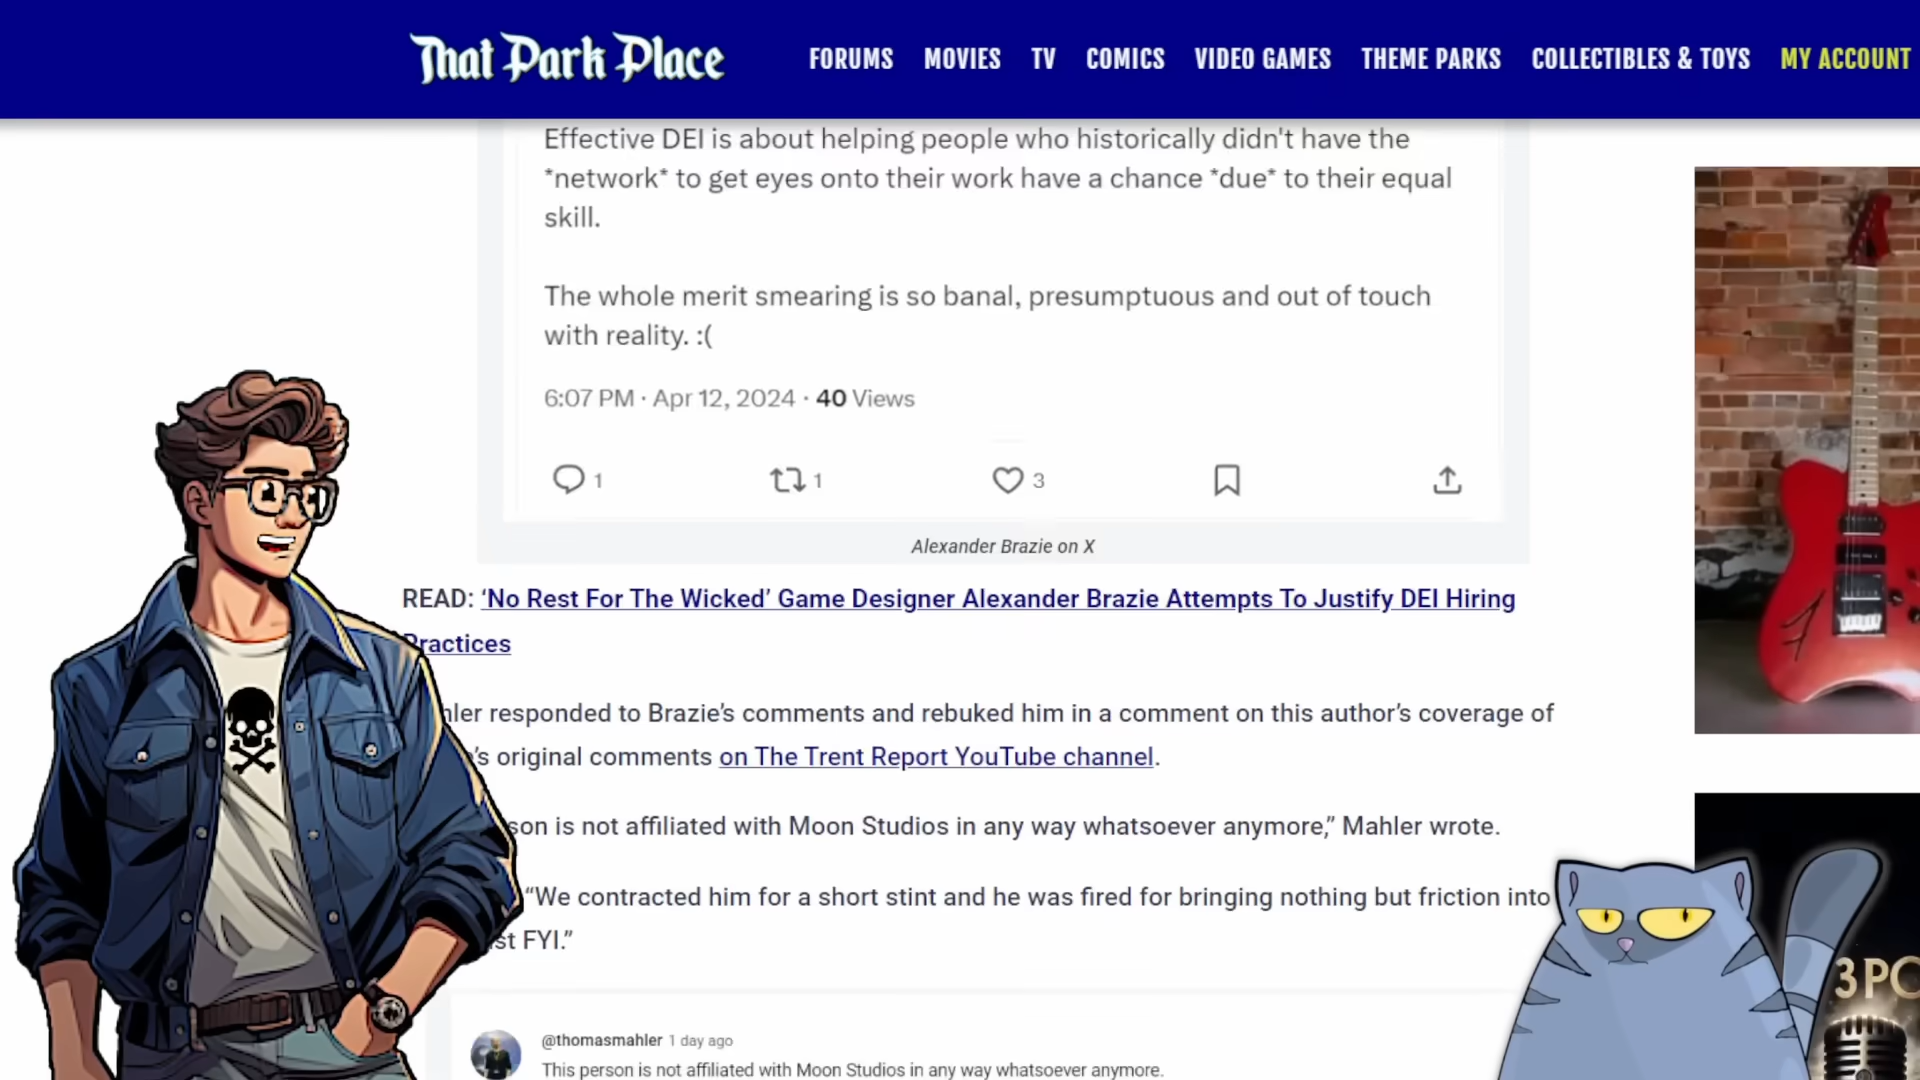 That Park Place
FORUMS MOVIES TV COMICS VIDEO GAMES THEME PARKS COLLECTIBLES & TOYS MY ACCOUNT
Effective DEI is about helping people who historically didn't have the
*network* to get eyes onto their work have a chance *due* to their equal
skill.
The whole merit smearing is so banal, presumptuous and out of touch
with reality. :(
6:07 PM · Apr 12, 2024 · 40 Views
1 1 3
Alexander Brazie on X
READ: ‘No Rest For The Wicked’ Game Designer Alexander Brazie Attempts To Justify DEI Hiring
Practices
responded to Brazie’s comments and rebuked him in a comment on this author’s coverage of
’s original comments on The Trent Report YouTube channel.
is not affiliated with Moon Studios in any way whatsoever anymore,” Mahler wrote.
“We contracted him for a short stint and he was fired for bringing nothing but friction into
FYI.”
@thomasmahler 1 day ago
This person is not affiliated with Moon Studios in any way whatsoever anymore.